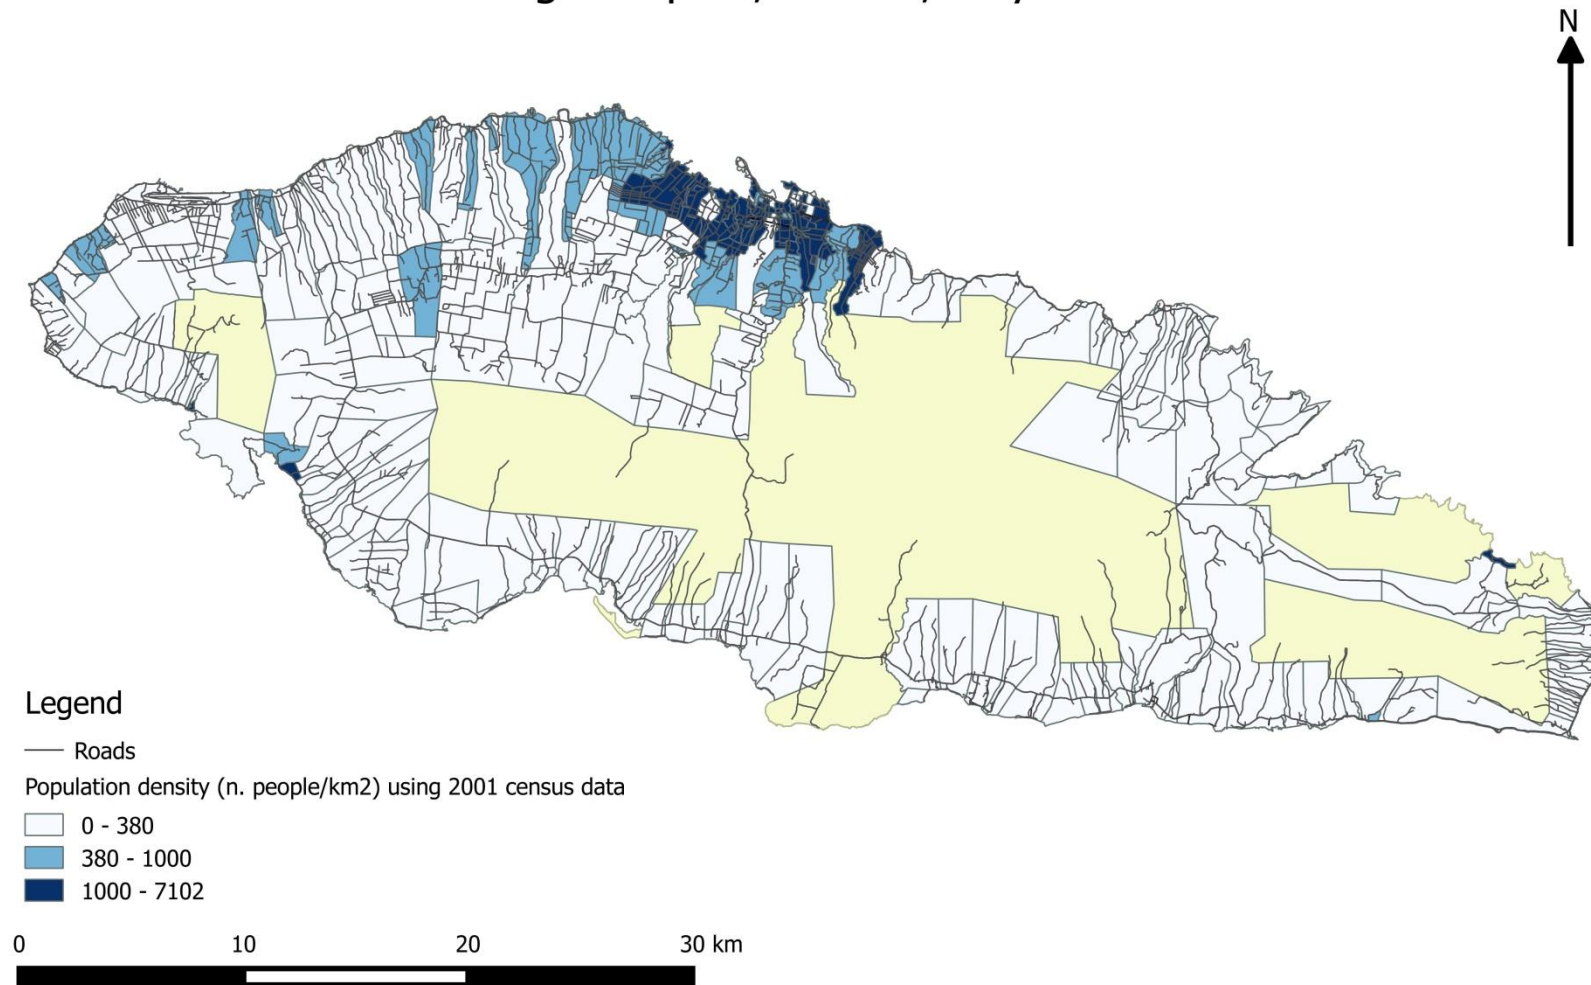 N
Legend
Roads
Population density (n. people/km2) using 2001 census data
0 - 380
380 - 1000
1000 - 7102
0 10 20 30 km